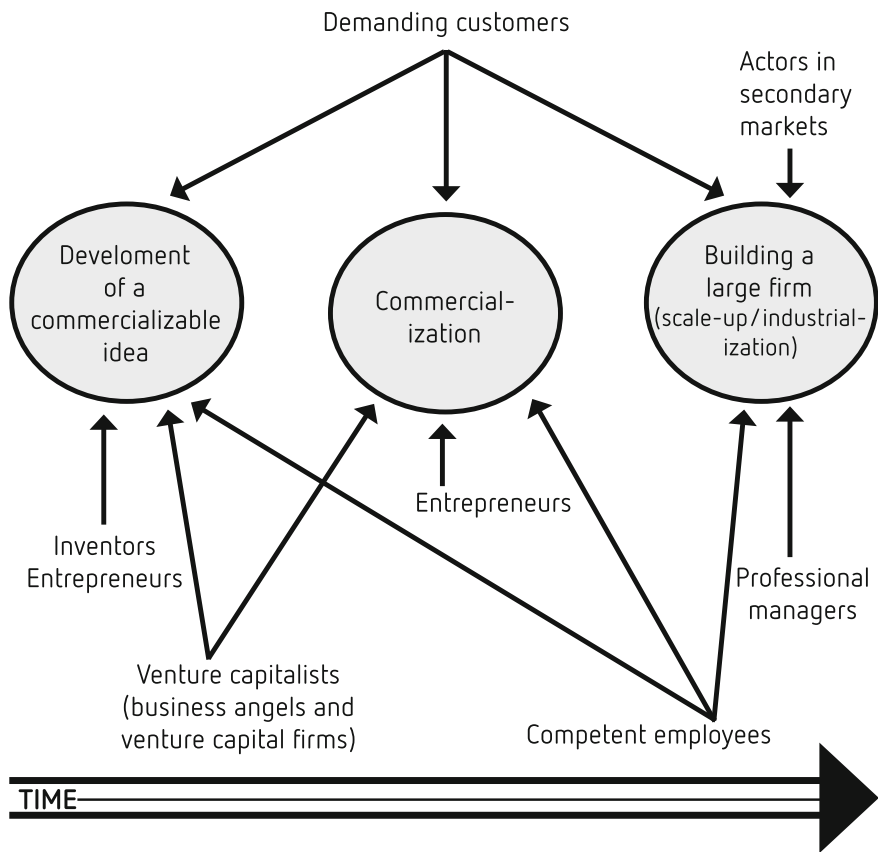 Demanding customers
Actors in
secondary
markets
Develoment
of a
commercializable
idea
Commercial-
ization
Building a
large firm
(scale-up/industrial-
ization)
Entrepreneurs
Inventors
Entrepreneurs
Professional
managers
Venture capitalists
(business angels and
venture capital firms)
Competent employees
TIME